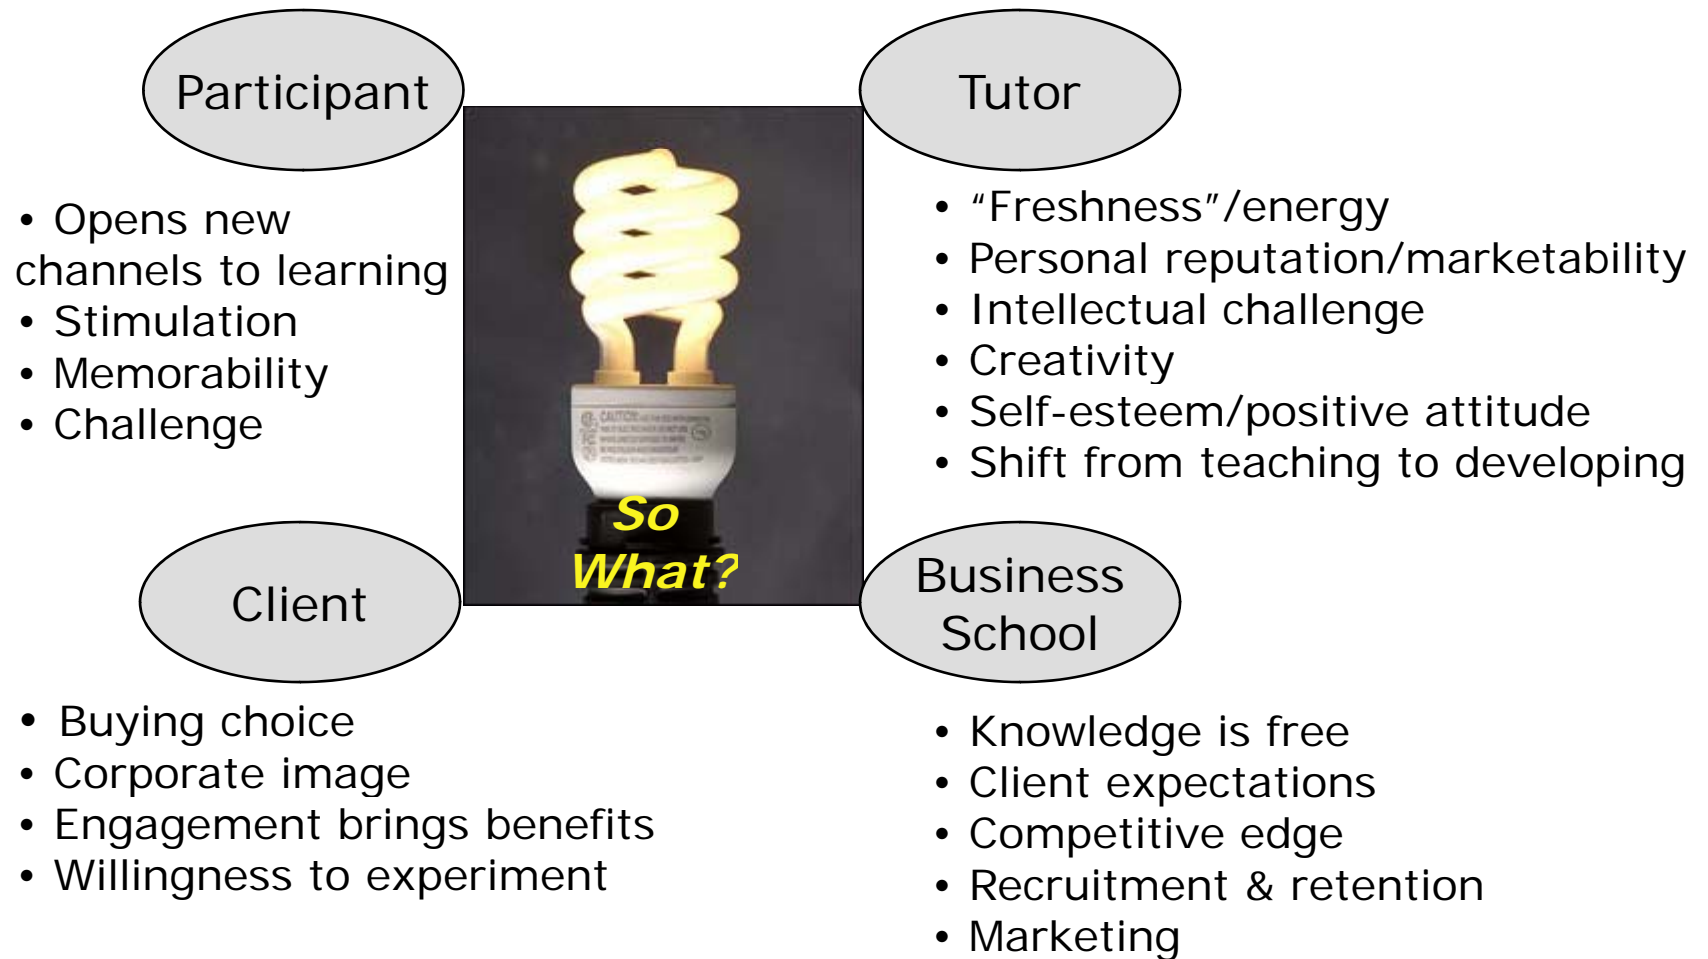 Participant
• Opens new
channels to learning
• Stimulation
• Memorability
• Challenge
Tutor
• “Freshness”/energy
• Personal reputation/marketability
• Intellectual challenge
• Creativity
• Self-esteem/positive attitude
• Shift from teaching to developing
CAUTION:
So
What?
Client
• Buying choice
• Corporate image
• Engagement brings benefits
• Willingness to experiment
Business
School
• Knowledge is free
• Client expectations
• Competitive edge
• Recruitment & retention
• Marketing